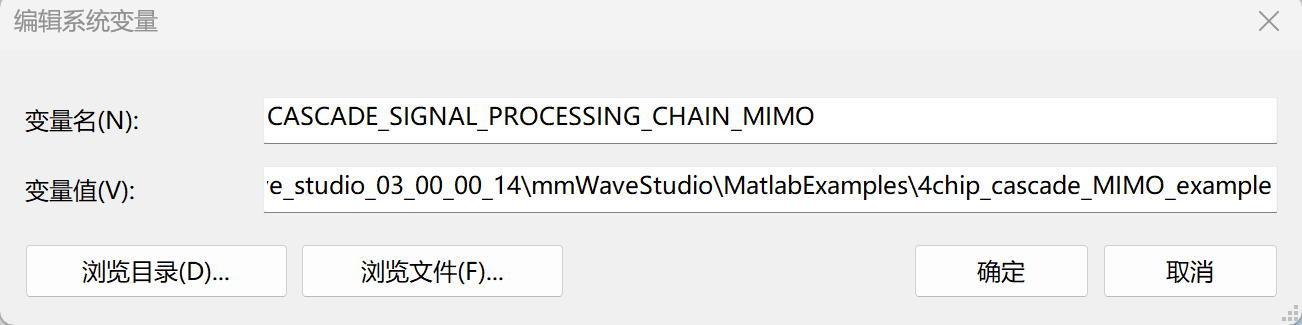 编辑系统变量
变量名(N):
CASCADE_SIGNAL_PROCESSING_CHAIN_MIMO
变量值(V):
e_studio_03_00_00_14\mmWaveStudio\MatlabExamples\4chip_cascade_MIMO_example
浏览目录(D)...
浏览文件(F)...
确定
取消